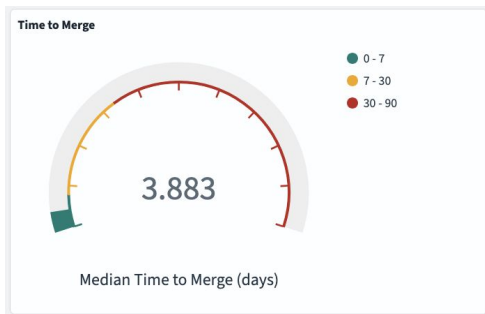 Time to Merge
0 - 7
7 - 30
30 - 90
3.883
Median Time to Merge (days)